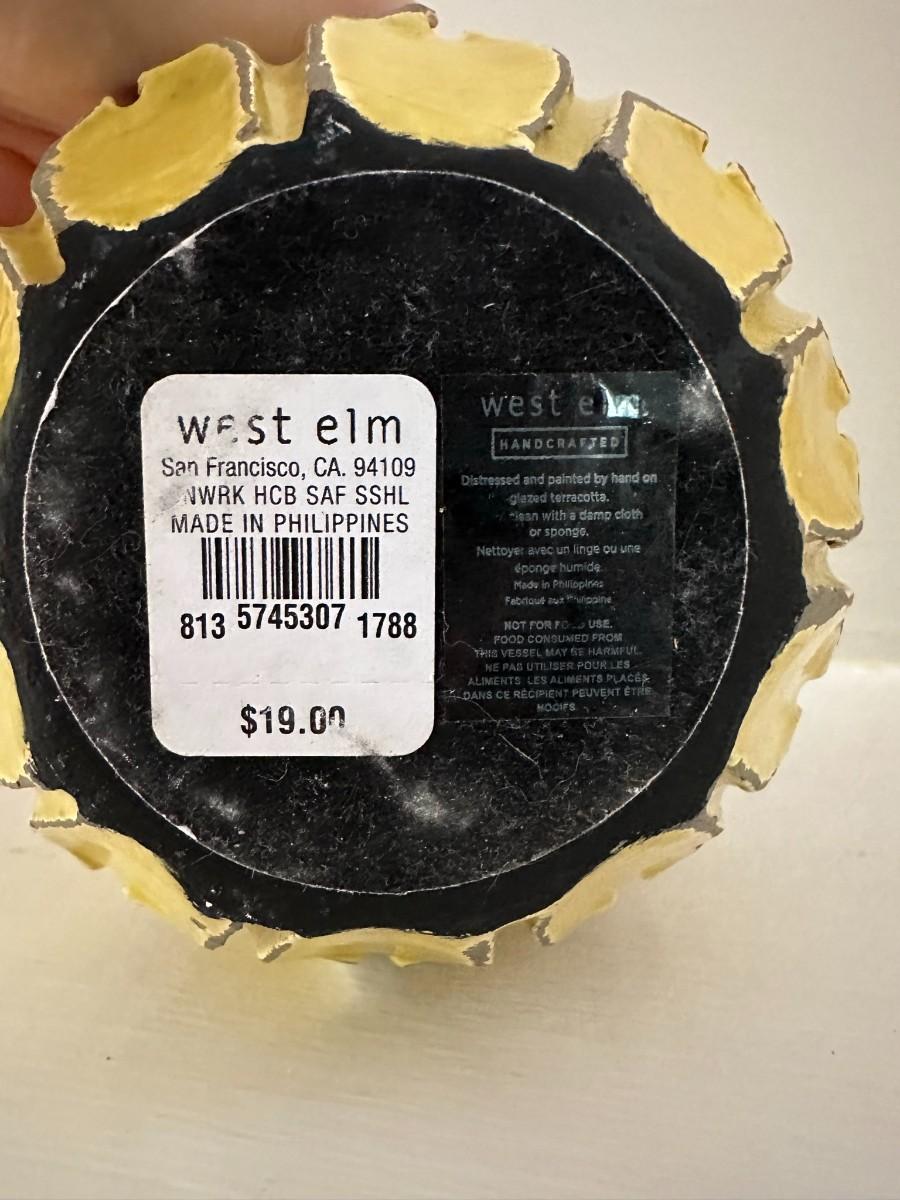 west elm
San Francisco, CA. 94109
NWRK HCB SAF SSHL
MADE IN PHILIPPINES
813 5745307 1788
$19.00
west elm
HANDCRAFTED
Distressed and painted by hand on
glazed terracotta.
clean with a damp cloth
or sponge.
Nettoyer avec un linge ou une
éponge humide.
Made in Philippines
Fabriqué aux Philippine
NOT FOR FOOD USE.
FOOD CONSUMED FROM
THIS VESSEL MAY BE HARMFUL.
NE PAS UTILISER POUR LES
ALIMENTS LES ALIMENTS PLACÉS
DANS CE RÉCIPIENT PEUVENT ÊTRE